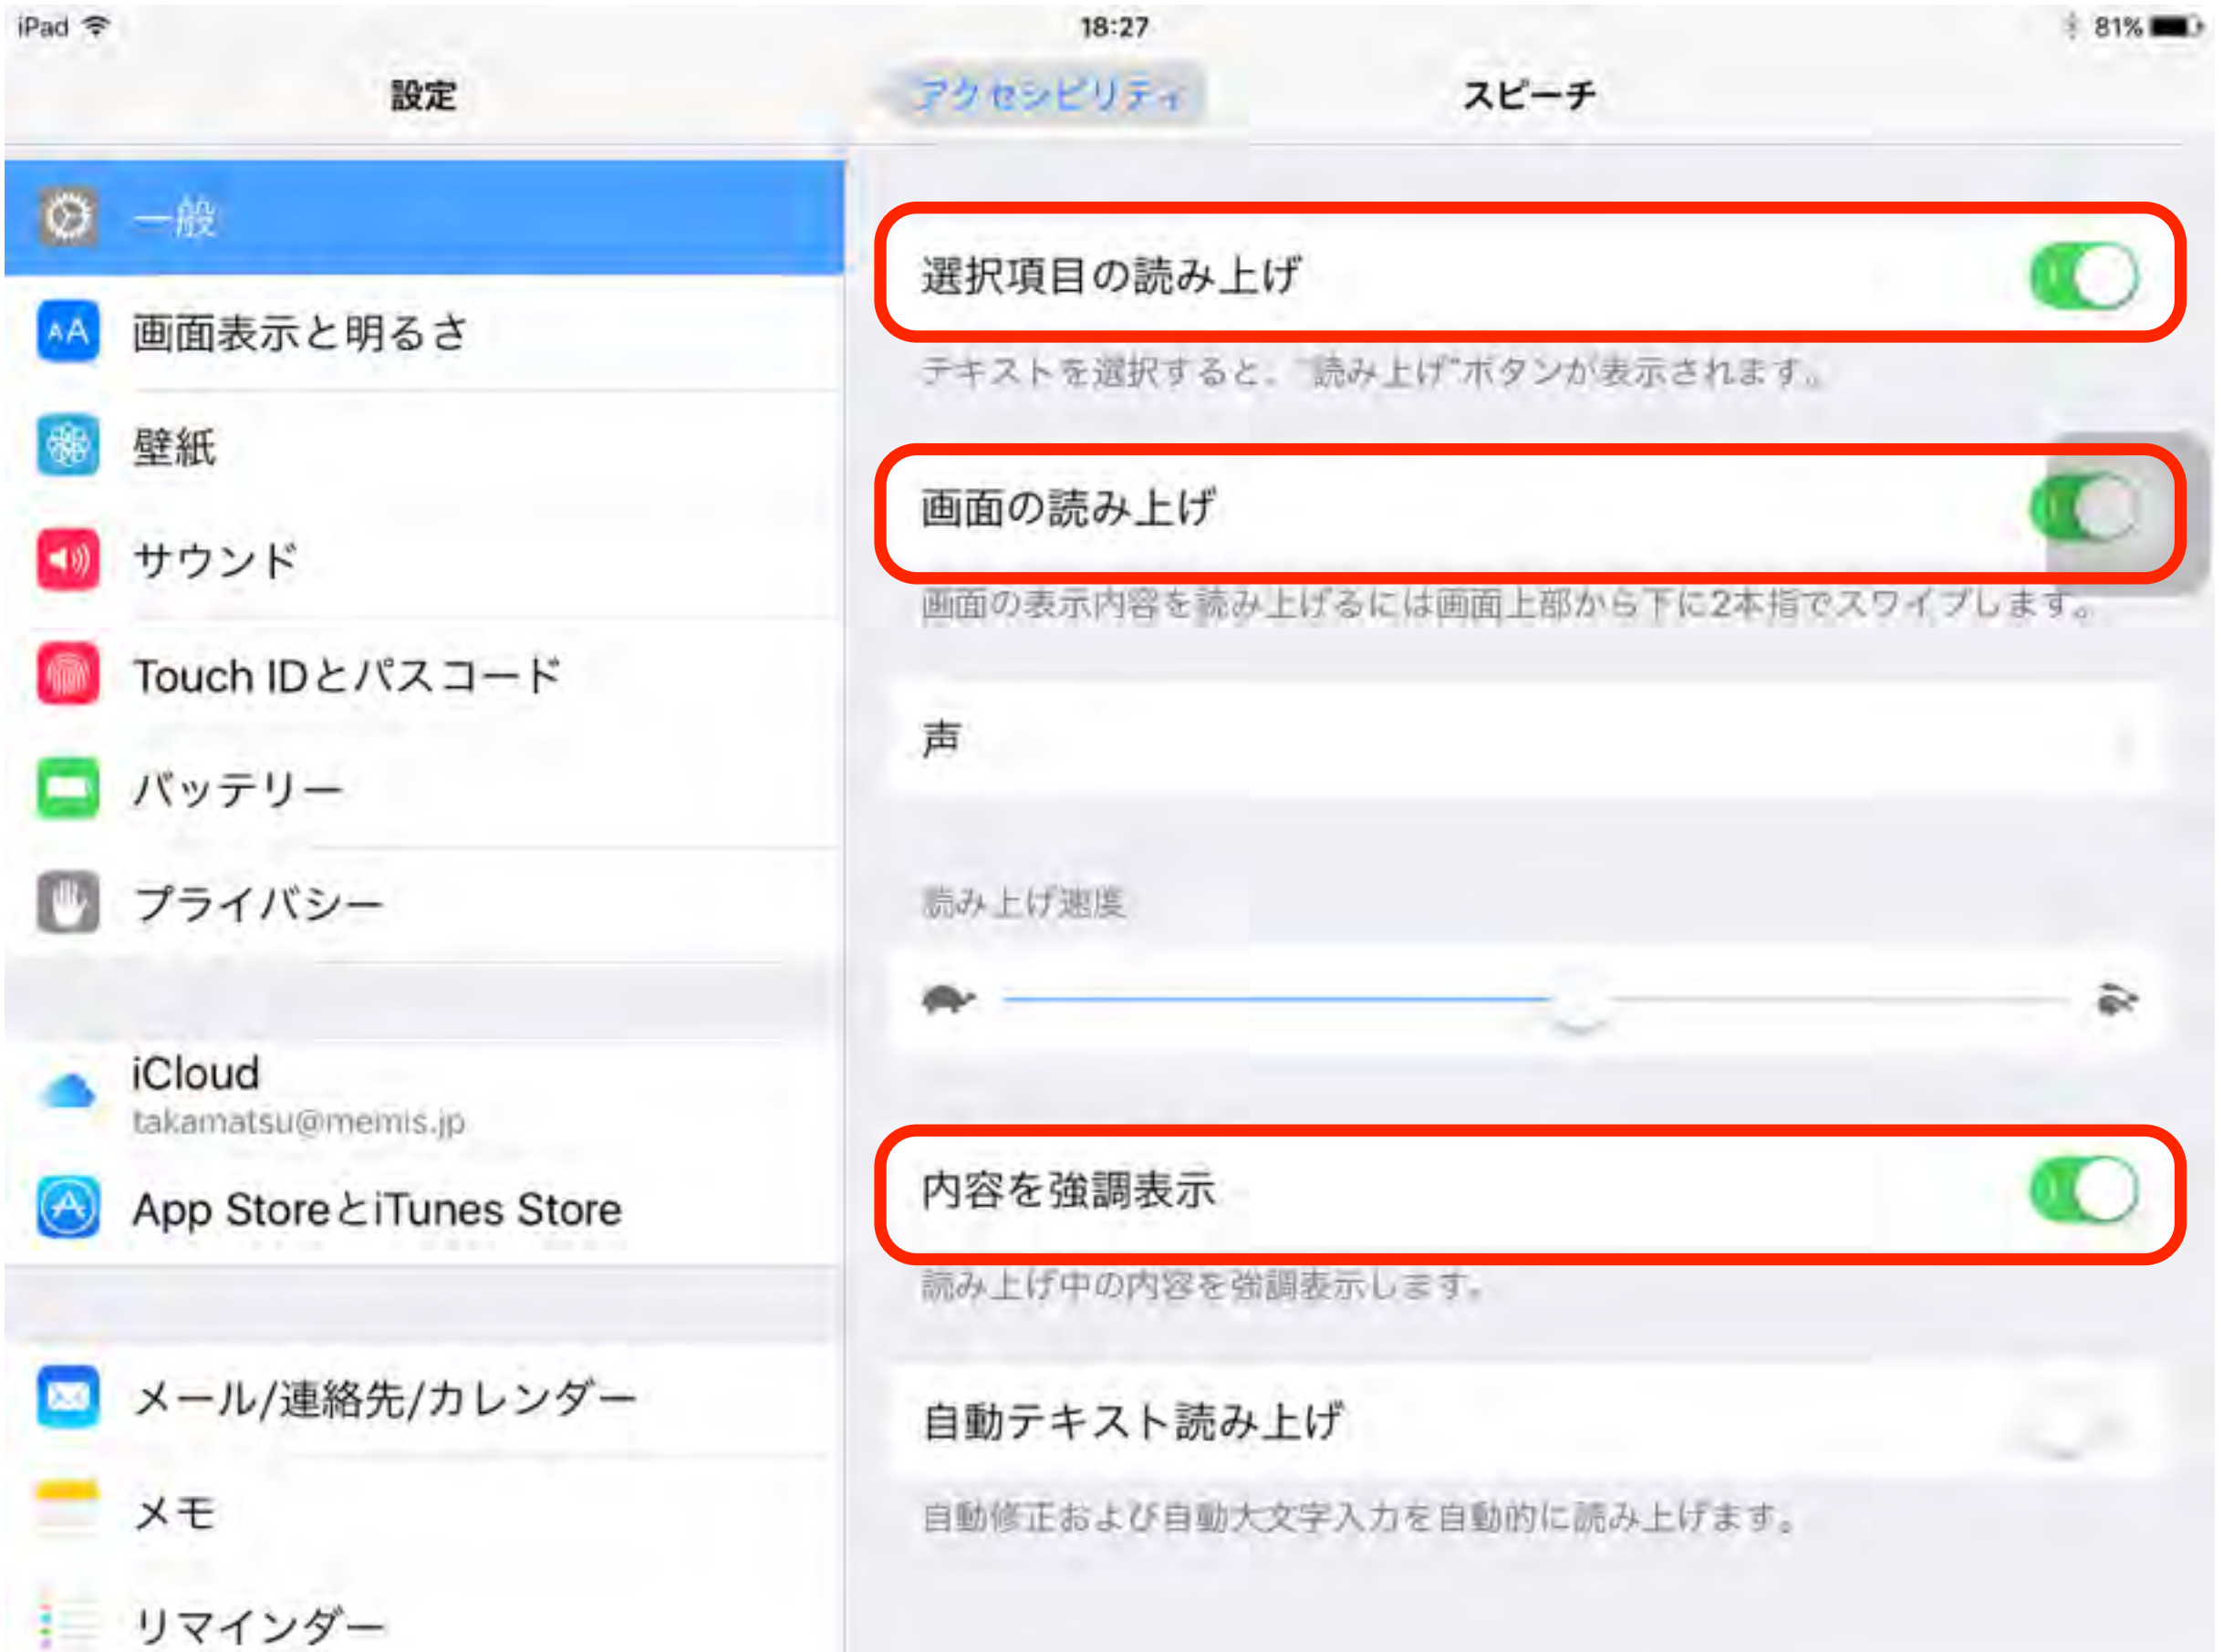 iPad
18:27
81%
設定
アクセシビリティ
スピーチ
一般
画面表示と明るさ
壁紙
サウンド
Touch IDとパスコード
バッテリー
プライバシー
iCloud
takamatsu@memis.jp
App StoreとiTunes Store
メール/連絡先/カレンダー
メモ
リマインダー
選択項目の読み上げ
テキストを選択すると、"読み上げ"ボタンが表示されます。
画面の読み上げ
画面の表示内容を読み上げるには画面上部から下に2本指でスワイプします。
声
読み上げ速度
内容を強調表示
読み上げ中の内容を強調表示します。
自動テキスト読み上げ
自動修正および自動大文字入力を自動的に読み上げます。